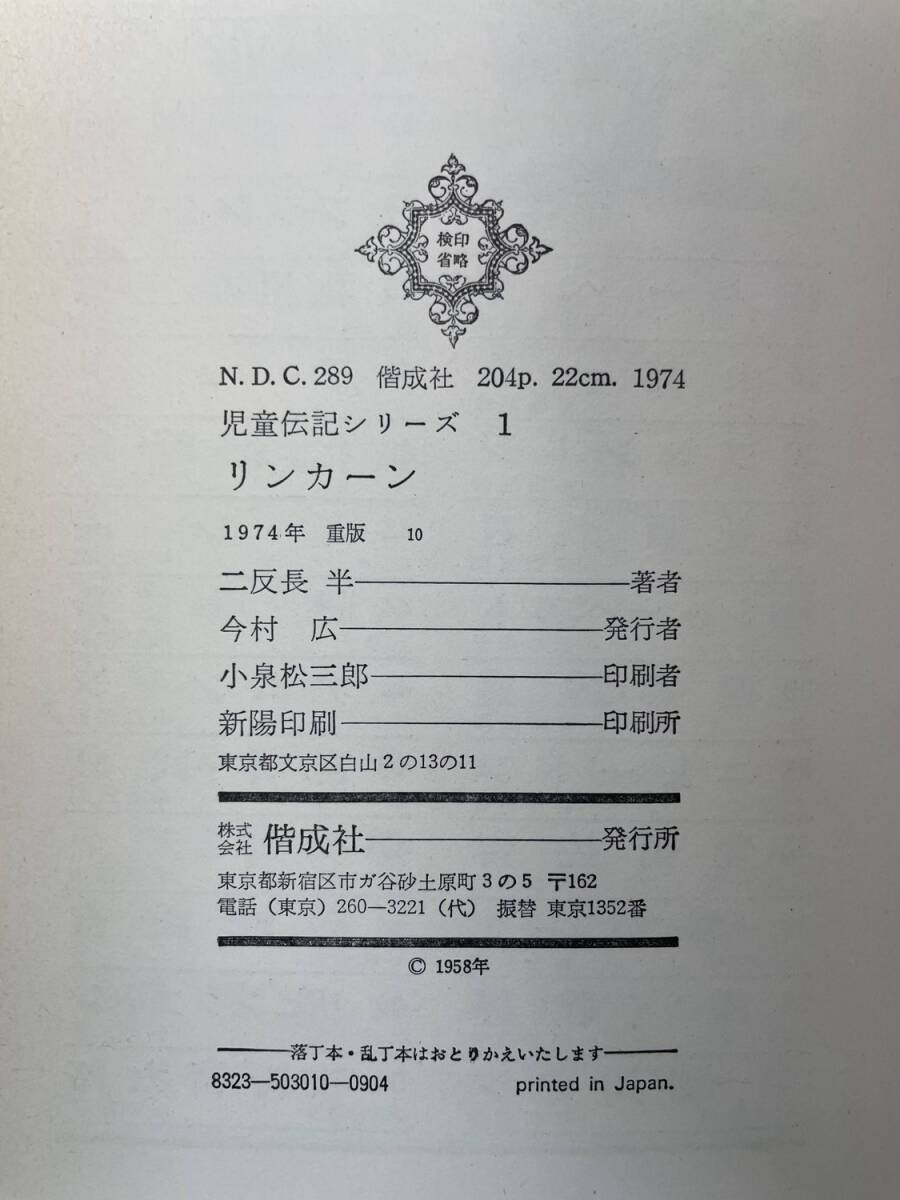 検印
省略
N. D. C. 289 偕成社 204p. 22cm. 1974
児童伝記シリーズ 1
リンカーン
1974年 重版 10
二反長 半――著者
今村 広――発行者
小泉松三郎――印刷者
新陽印刷――印刷所
東京都文京区白山2の13の11
株式会社 偕成社――発行所
東京都新宿区市ガ谷砂土原町3の5 〒162
電話（東京）260―3221（代） 振替 東京1352番
© 1958年
――落丁本・乱丁本はおとりかえいたします――
8323―503010―0904 printed in Japan.